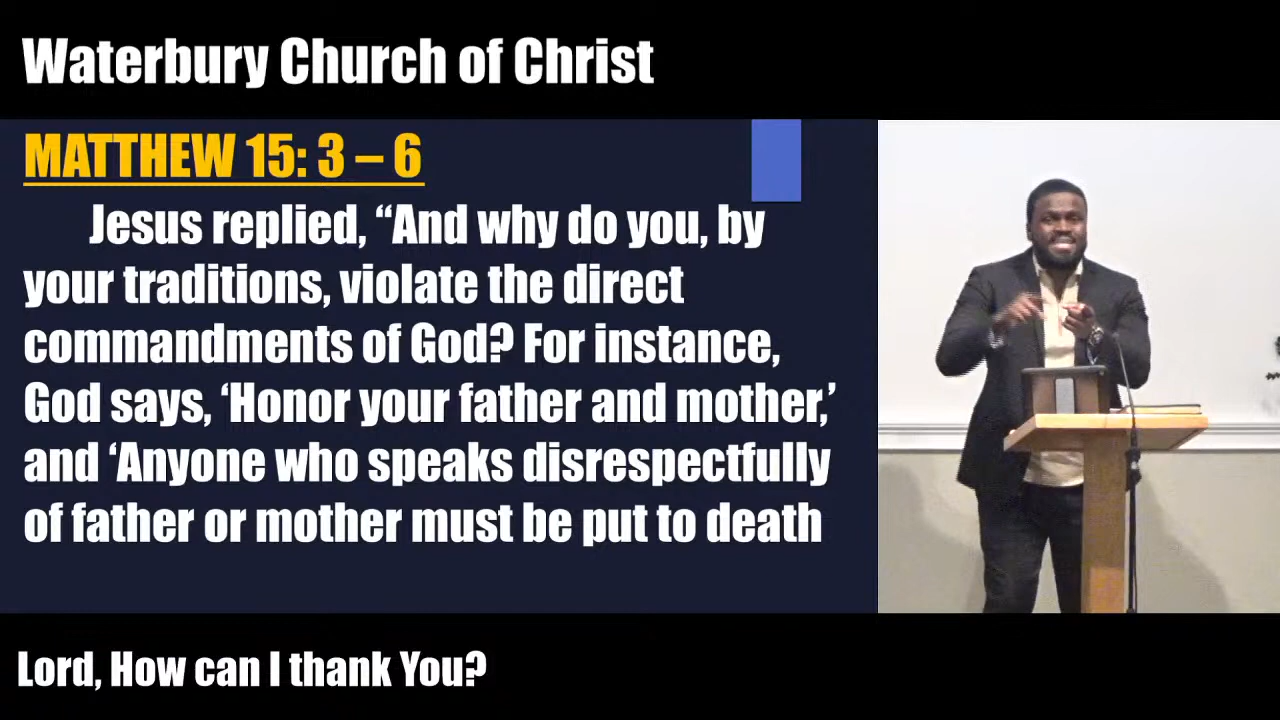 Waterbury Church of Christ
MATTHEW 15: 3 – 6
Jesus replied, “And why do you, by
your traditions, violate the direct
commandments of God? For instance,
God says, ‘Honor your father and mother,’
and ‘Anyone who speaks disrespectfully
of father or mother must be put to death
Lord, How can I thank You?